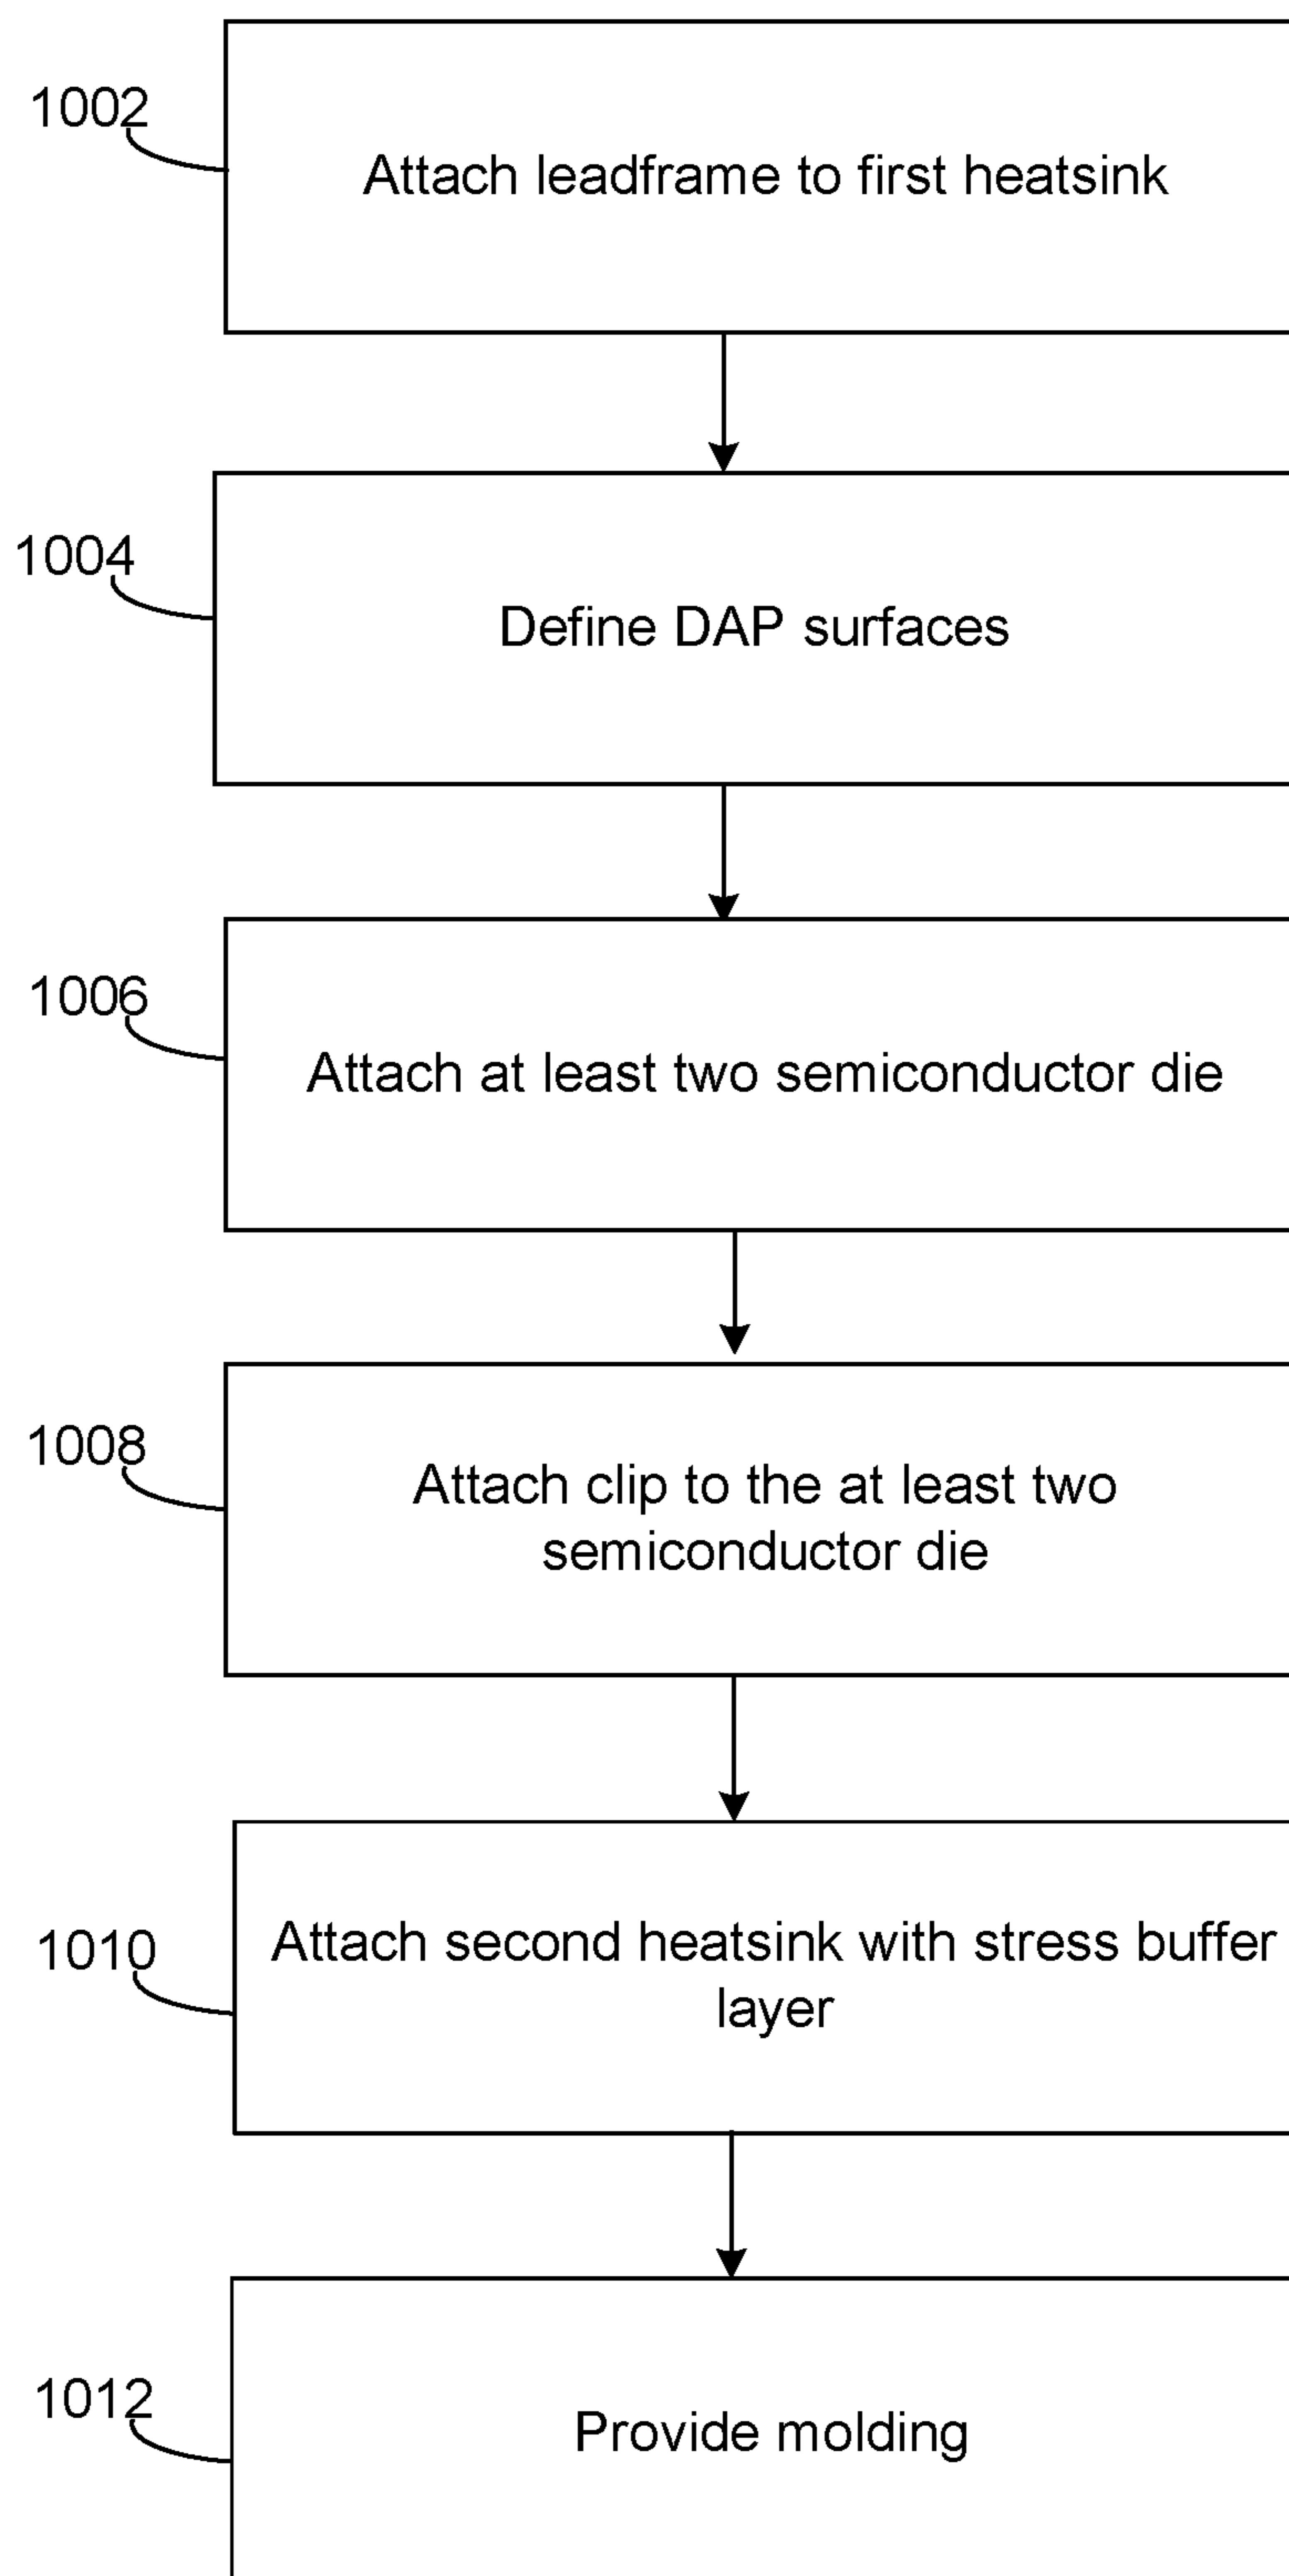 1002
Attach leadframe to first heatsink
1004
Define DAP surfaces
1006
Attach at least two semiconductor die
1008
Attach clip to the at least two
semiconductor die
1010
Attach second heatsink with stress buffer
layer
1012
Provide molding